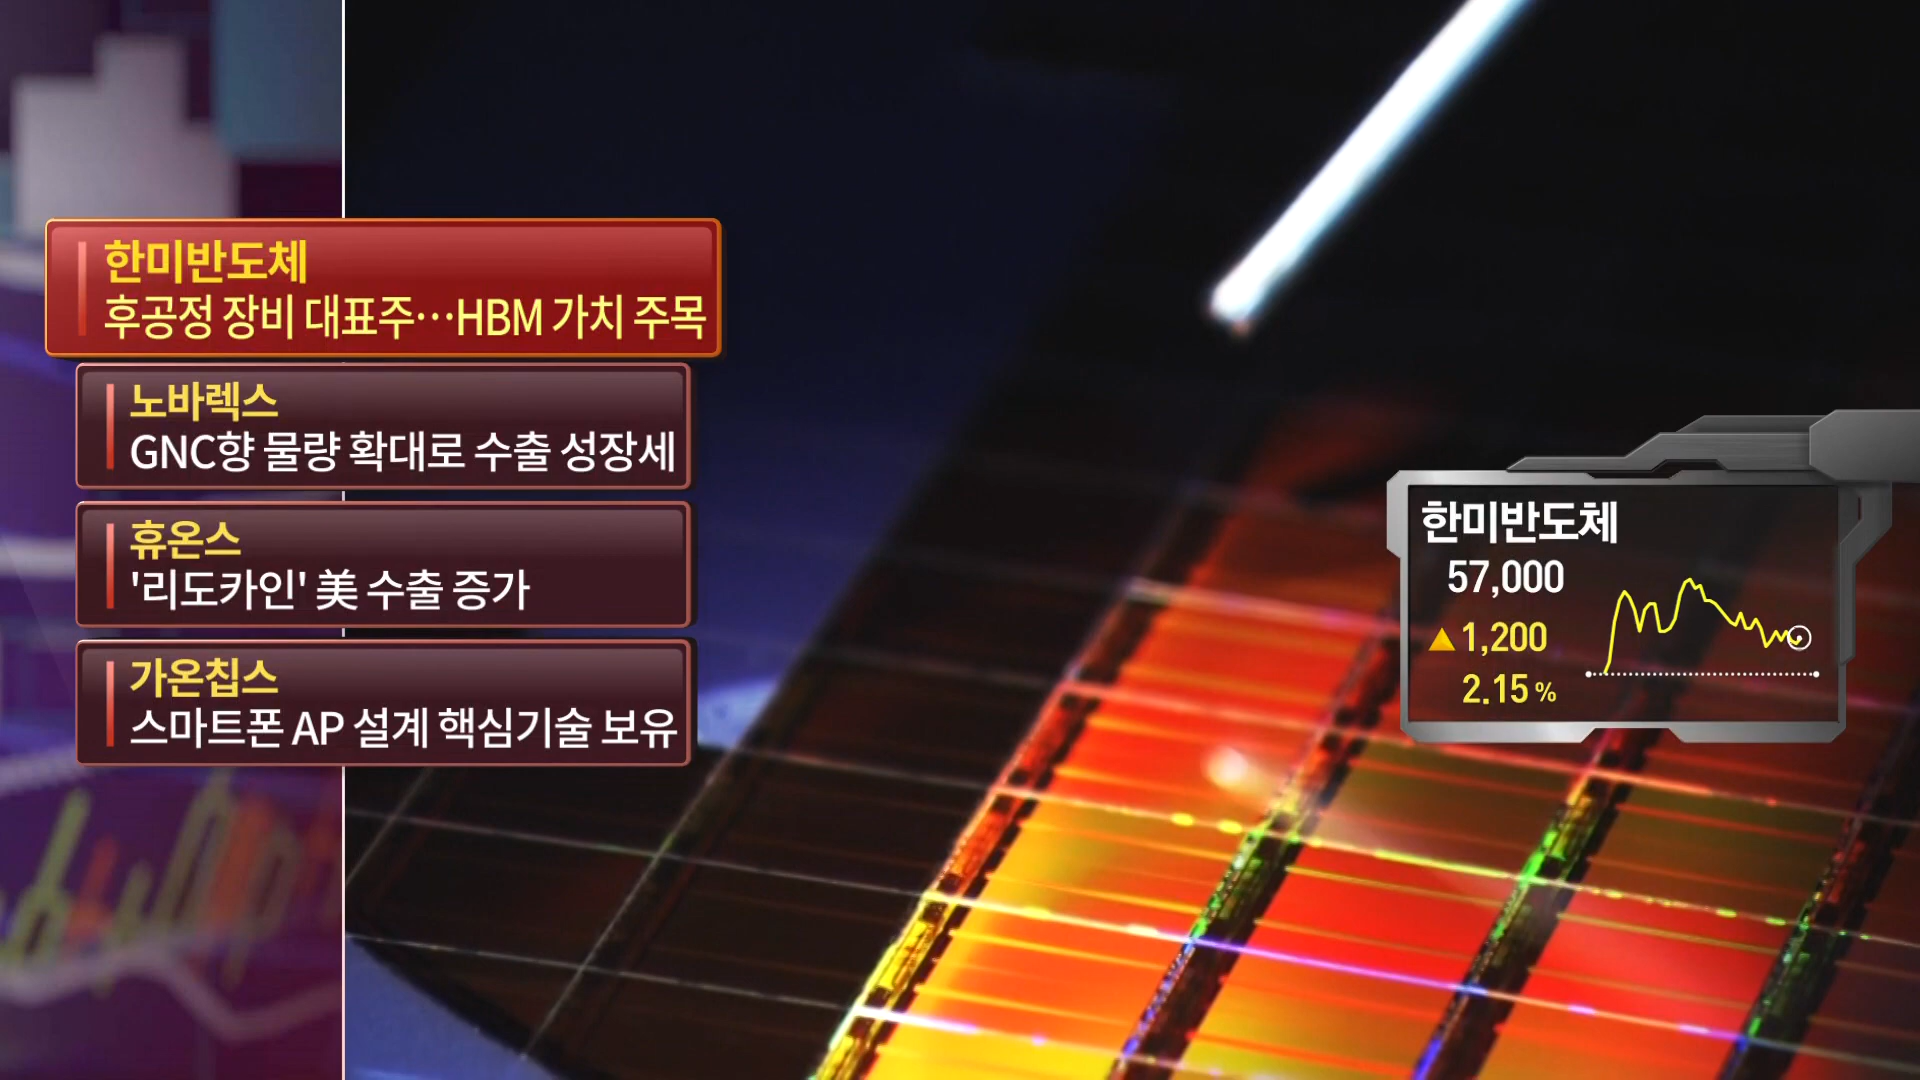 한미반도체
후공정 장비 대표주…HBM 가치 주목
노바렉스
GNC향 물량 확대로 수출 성장세
휴온스
'리도카인' 美 수출 증가
가온칩스
스마트폰 AP 설계 핵심기술 보유
한미반도체
57,000
▲1,200
2.15 %